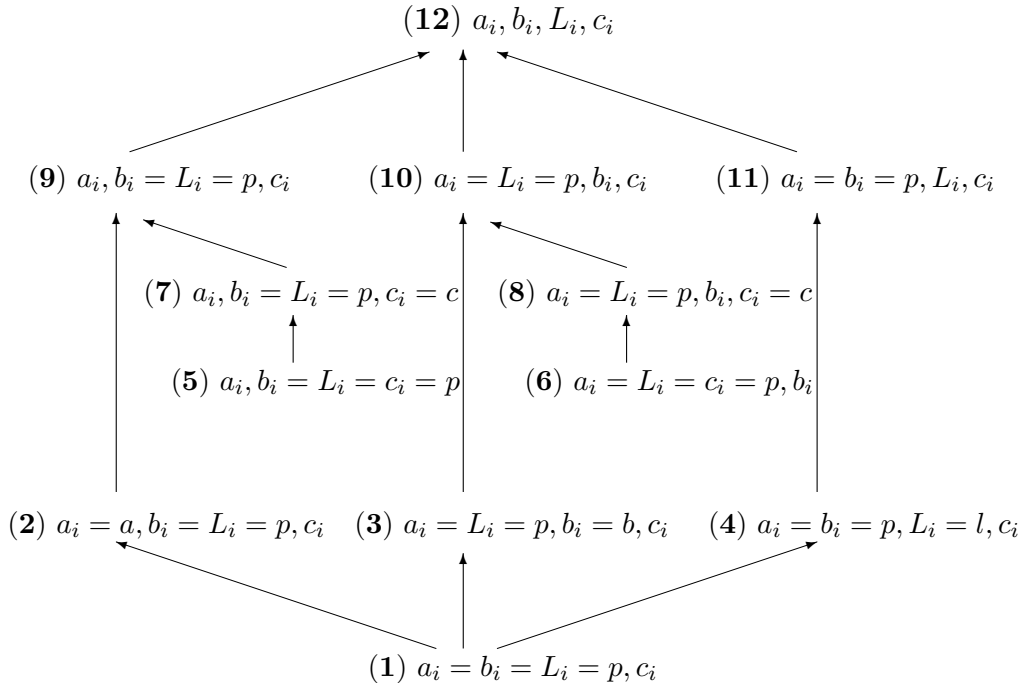 (12) a_i, b_i, L_i, c_i
(9) a_i, b_i = L_i = p, c_i
(10) a_i = L_i = p, b_i, c_i
(11) a_i = b_i = p, L_i, c_i
(7) a_i, b_i = L_i = p, c_i = c
(8) a_i = L_i = p, b_i, c_i = c
(5) a_i, b_i = L_i = c_i = p
(6) a_i = L_i = c_i = p, b_i
(2) a_i = a, b_i = L_i = p, c_i
(3) a_i = L_i = p, b_i = b, c_i
(4) a_i = b_i = p, L_i = l, c_i
(1) a_i = b_i = L_i = p, c_i